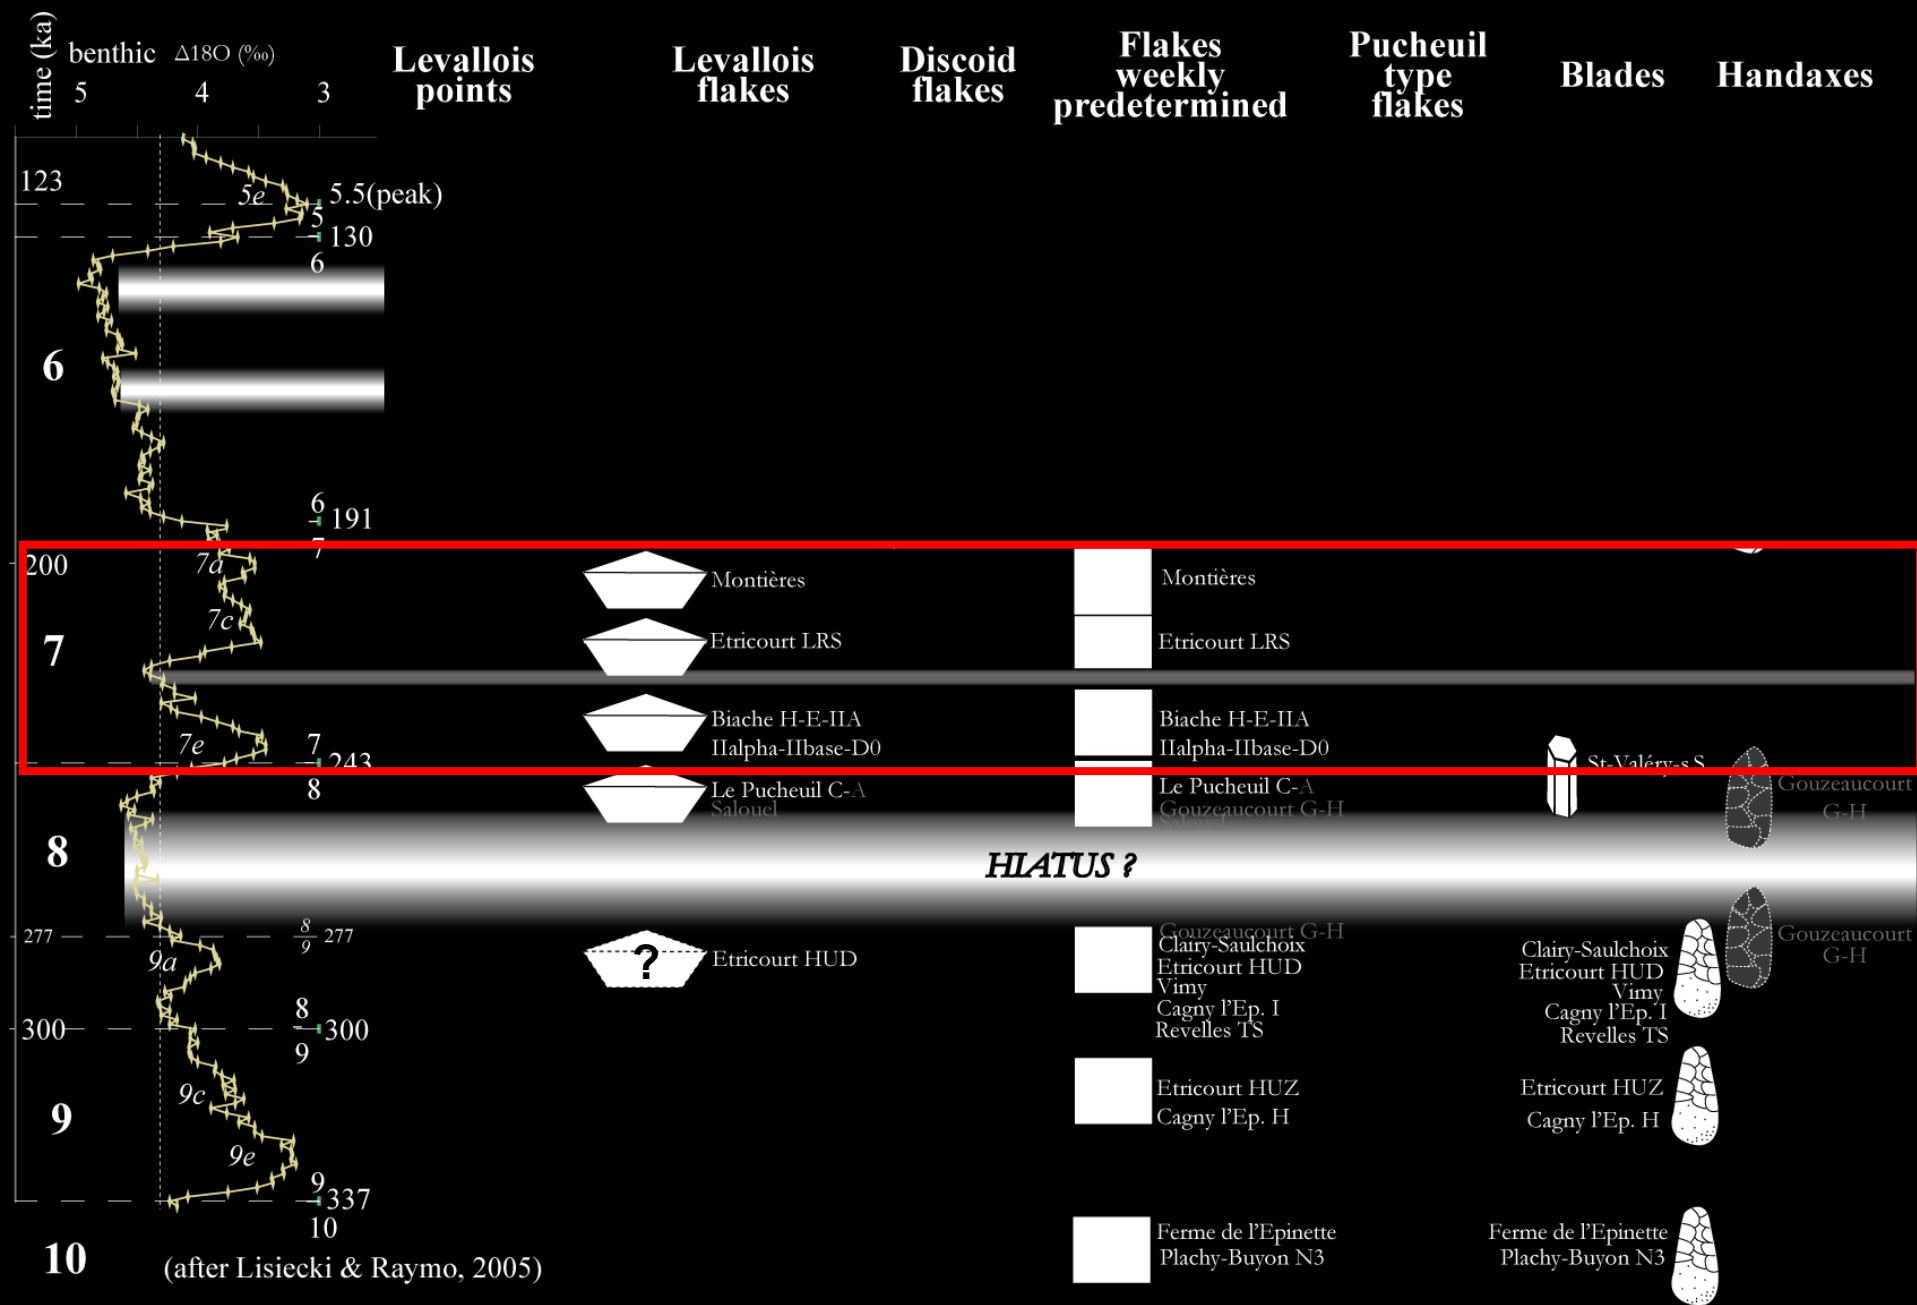 time (ka)
benthic Δ18O (‰)
5 4 3
Levallois
points
Levallois
flakes
Discoid
flakes
Flakes
weekly
predetermined
Pucheuil
type
flakes
Blades
Handaxes
123
5e
5.5(peak)
5
130
6
6
6
191
7
200
7a
Montières
Montières
7c
7
Etricourt LRS
Etricourt LRS
Biache H-E-IIA
IIalpha-IIbase-D0
Biache H-E-IIA
IIalpha-IIbase-D0
7e
7
243
8
St-Valéry-s.S
Le Pucheuil C-A
Salouel
Le Pucheuil C-A
Gouzeaucourt G-H
Salouel
Gouzeaucourt
G-H
8
HIATUS ?
277
8
9
277
9a
?
Etricourt HUD
Gouzeaucourt G-H
Clairy-Saulchoix
Etricourt HUD
Vimy
Cagny l'Ep. I
Revelles TS
Clairy-Saulchoix
Etricourt HUD
Vimy
Cagny l'Ep. I
Revelles TS
Gouzeaucourt
G-H
300
8
9
300
9c
9
Etricourt HUZ
Cagny l'Ep. H
Etricourt HUZ
Cagny l'Ep. H
9e
9
337
10
10
Ferme de l'Epinette
Plachy-Buyon N3
Ferme de l'Epinette
Plachy-Buyon N3
(after Lisiecki & Raymo, 2005)